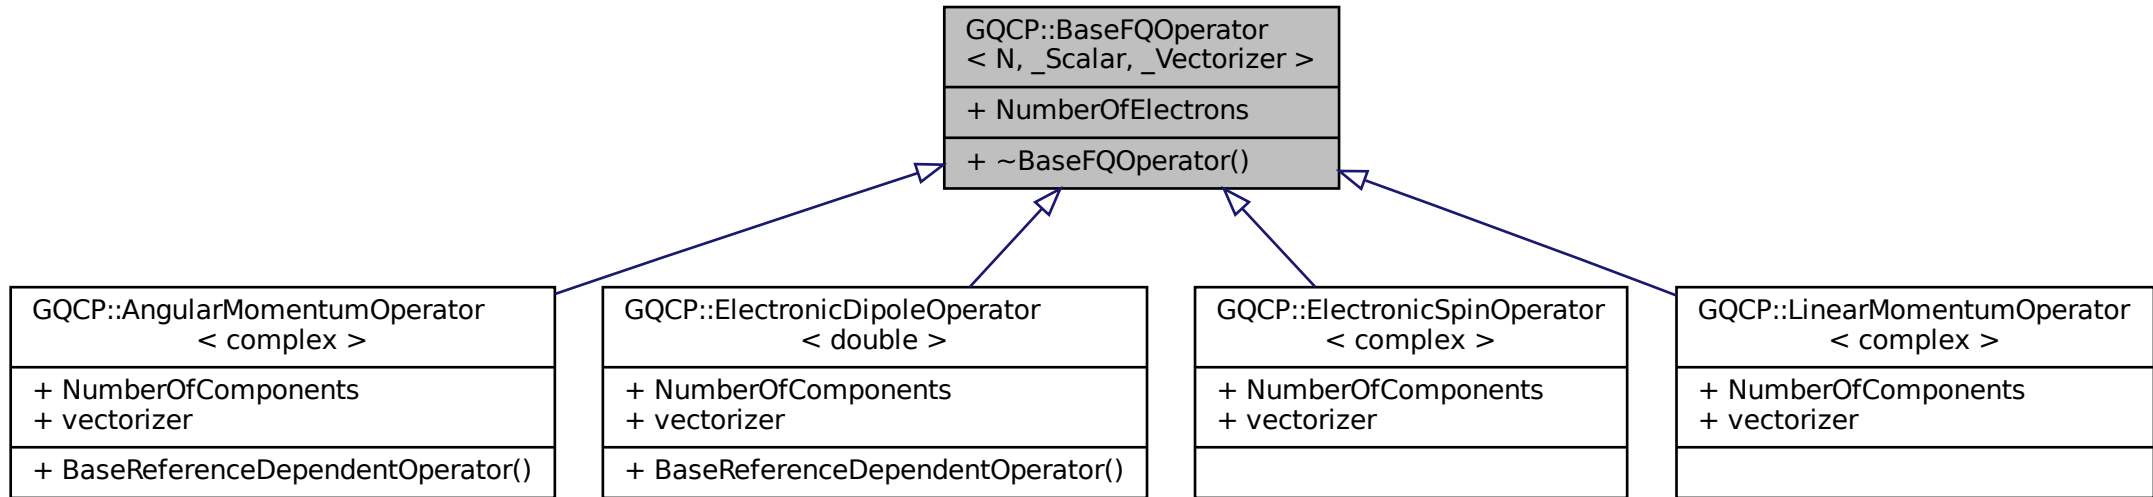 GQCP::BaseFQOperator
< N, _Scalar, _Vectorizer >
+ NumberOfElectrons
+ ~BaseFQOperator()
GQCP::AngularMomentumOperator
< complex >
+ NumberOfComponents
+ vectorizer
+ BaseReferenceDependentOperator()
GQCP::ElectronicDipoleOperator
< double >
+ NumberOfComponents
+ vectorizer
+ BaseReferenceDependentOperator()
GQCP::ElectronicSpinOperator
< complex >
+ NumberOfComponents
+ vectorizer
GQCP::LinearMomentumOperator
< complex >
+ NumberOfComponents
+ vectorizer